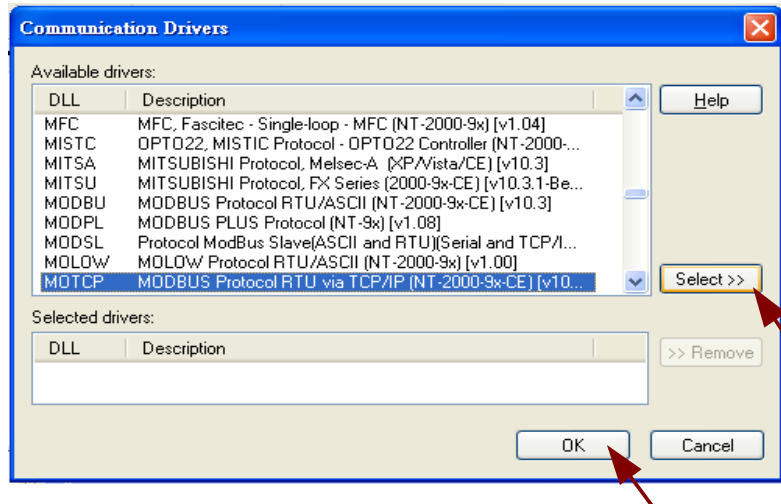 Communication Drivers
Available drivers:
DLL Description
MFC MFC, Fascitec - Single-loop - MFC (NT-2000-9x) [v1.04]
MISTC OPTO22, MISTIC Protocol - OPTO22 Controller (NT-2000-...
MITSA MITSUBISHI Protocol, Melsec-A (XP/Vista/CE) [v10.3]
MITSU MITSUBISHI Protocol, FX Series (2000-9x-CE) [v10.3.1-Be...
MODBU MODBUS Protocol RTU/ASCII (NT-2000-9x-CE) [v10.3]
MODPL MODBUS PLUS Protocol (NT-9x) [v1.08]
MODSL Protocol ModBus Slave(ASCII and RTU)(Serial and TCP/I...
MOLOW MOLOW Protocol RTU/ASCII (NT-2000-9x) [v1.00]
MOTCP MODBUS Protocol RTU via TCP/IP (NT-2000-9x-CE) [v10...
Help
Select >>
Selected drivers:
DLL Description
>> Remove
OK Cancel